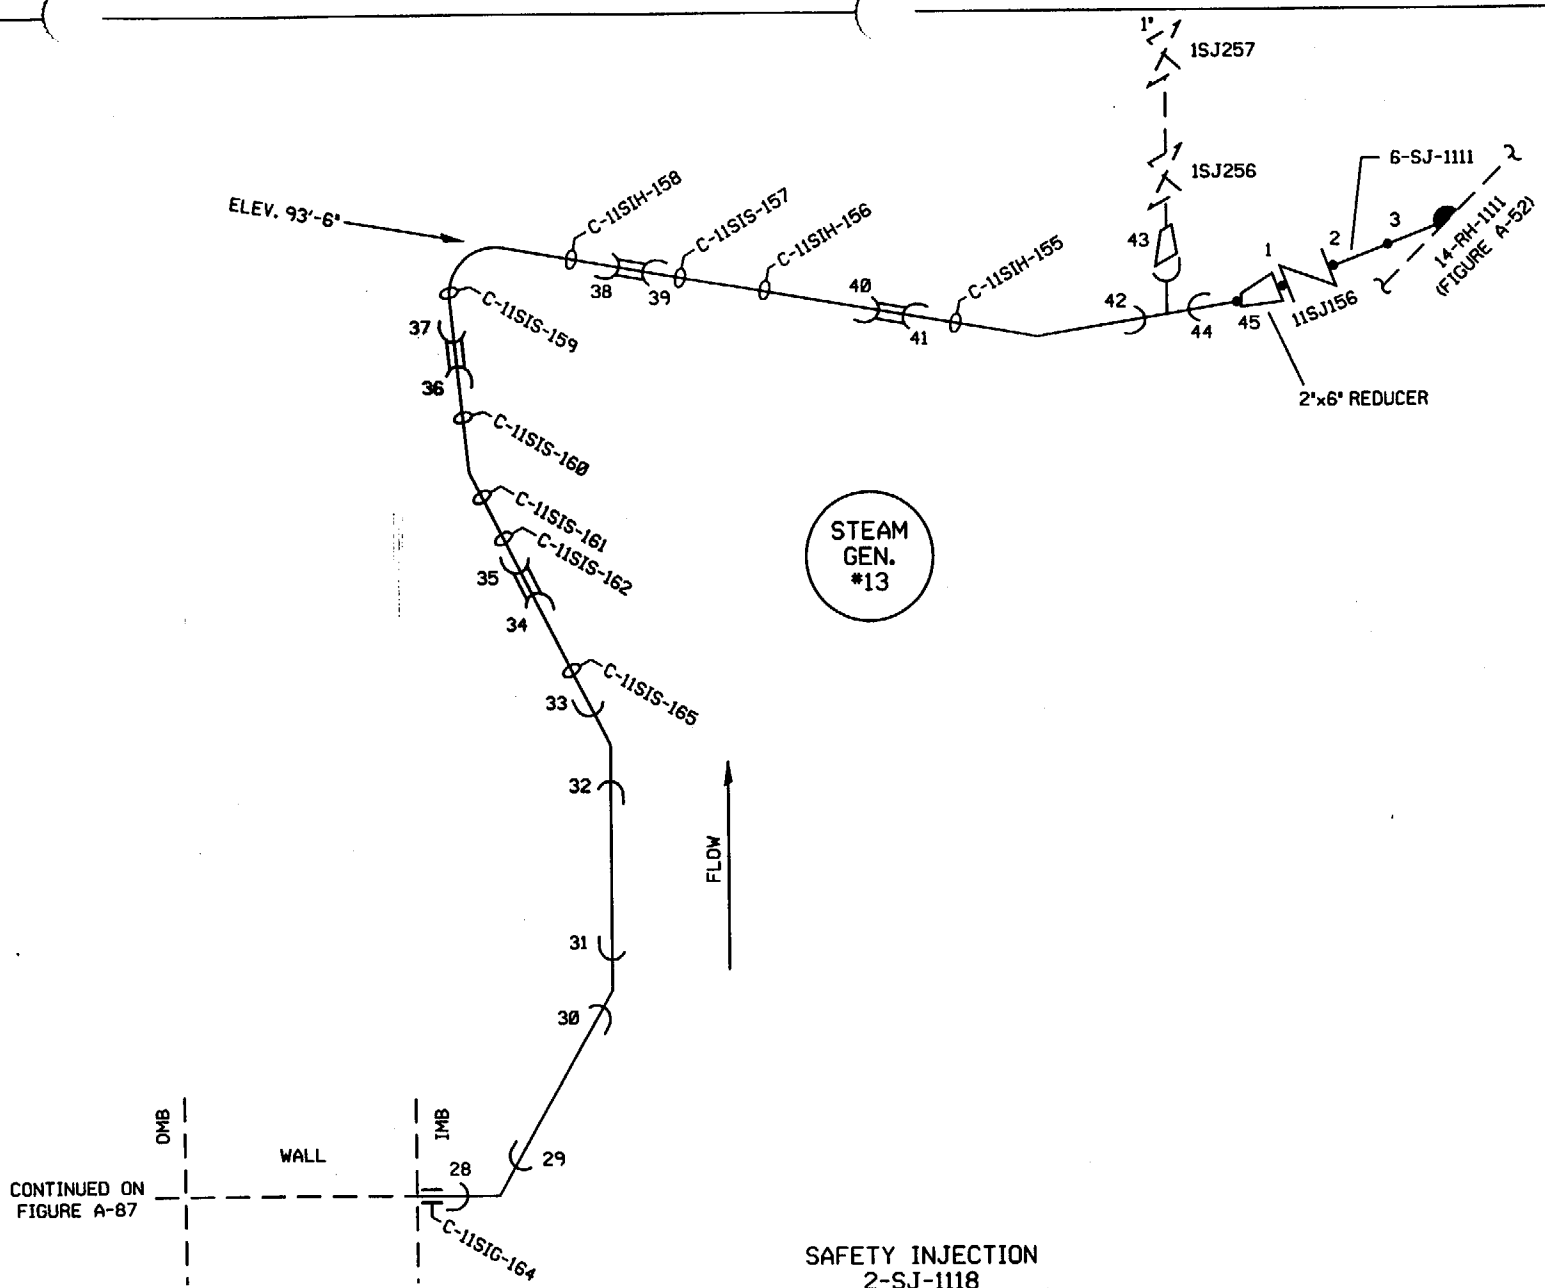 1"
1SJ257
1SJ256
6-SJ-1111
14-RH-1111
(FIGURE A-52)
ELEV. 93'-6"
C-11SIH-158
C-11SIS-157
C-11SIH-156
C-11SIH-155
43
1
2
3
38
39
40
41
42
44
45
11SJ156
2"x6" REDUCER
C-11SIS-159
37
36
C-11SIS-160
C-11SIS-161
C-11SIS-162
35
34
STEAM
GEN.
#13
C-11SIS-165
33
32
FLOW
31
30
29
28
OMB
IMB
WALL
CONTINUED ON
FIGURE A-87
C-11SIG-164
SAFETY INJECTION
2-SJ-1118